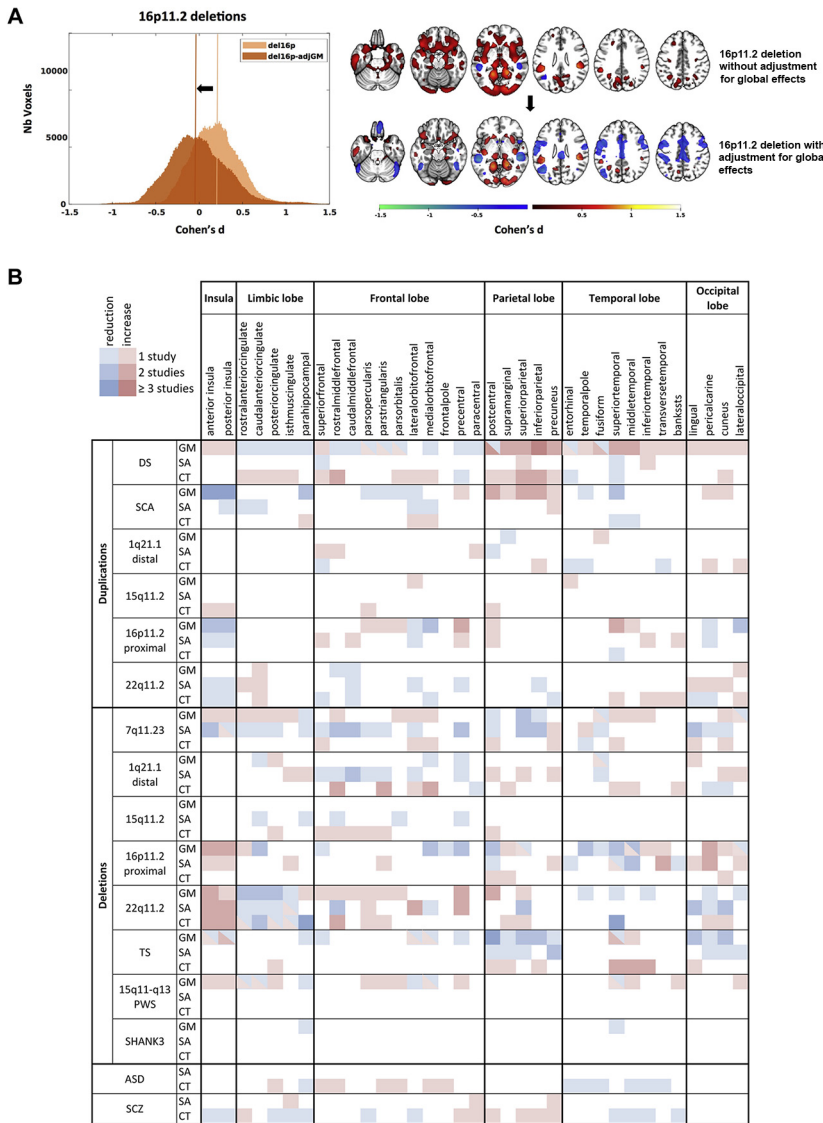 A
16p11.2 deletions
del16p
del16p-adjGM
Nb Voxels
10000
5000
0
-1.5
-1
-0.5
0
0.5
1
1.5
Cohen's d
16p11.2 deletion
without adjustment
for global effects
16p11.2 deletion with
adjustment for global
effects
-1.5
-1
-0.5
0
0.5
1
1.5
Cohen's d
B
reduction
increase
1 study
2 studies
≥ 3 studies
Insula
Limbic lobe
Frontal lobe
Parietal lobe
Temporal lobe
Occipital
lobe
anterior insula
posterior insula
rostralanteriorcingulate
caudalanteriorcingulate
posteriorcingulate
isthmuscingulate
parahippocampal
superiorfrontal
rostralmiddlefrontal
caudalmiddlefrontal
parsopercularis
parstriangularis
parsorbitalis
lateralorbitofrontal
medialorbitofrontal
frontalpole
precentral
paracentral
postcentral
supramarginal
superiorparietal
inferiorparietal
precuneus
entorhinal
temporalpole
fusiform
superiortemporal
middletemporal
inferiortemporal
transversetemporal
bankssts
lingual
pericalcarine
cuneus
lateraloccipital
Duplications
DS
GM
SA
CT
SCA
GM
SA
CT
1q21.1
distal
GM
SA
CT
15q11.2
GM
SA
CT
16p11.2
proximal
GM
SA
CT
22q11.2
GM
SA
CT
Deletions
7q11.23
GM
SA
CT
1q21.1
distal
GM
SA
CT
15q11.2
GM
SA
CT
16p11.2
proximal
GM
SA
CT
22q11.2
GM
SA
CT
TS
GM
SA
CT
15q11-q13
PWS
GM
SA
CT
SHANK3
GM
SA
CT
ASD
SA
CT
SCZ
SA
CT